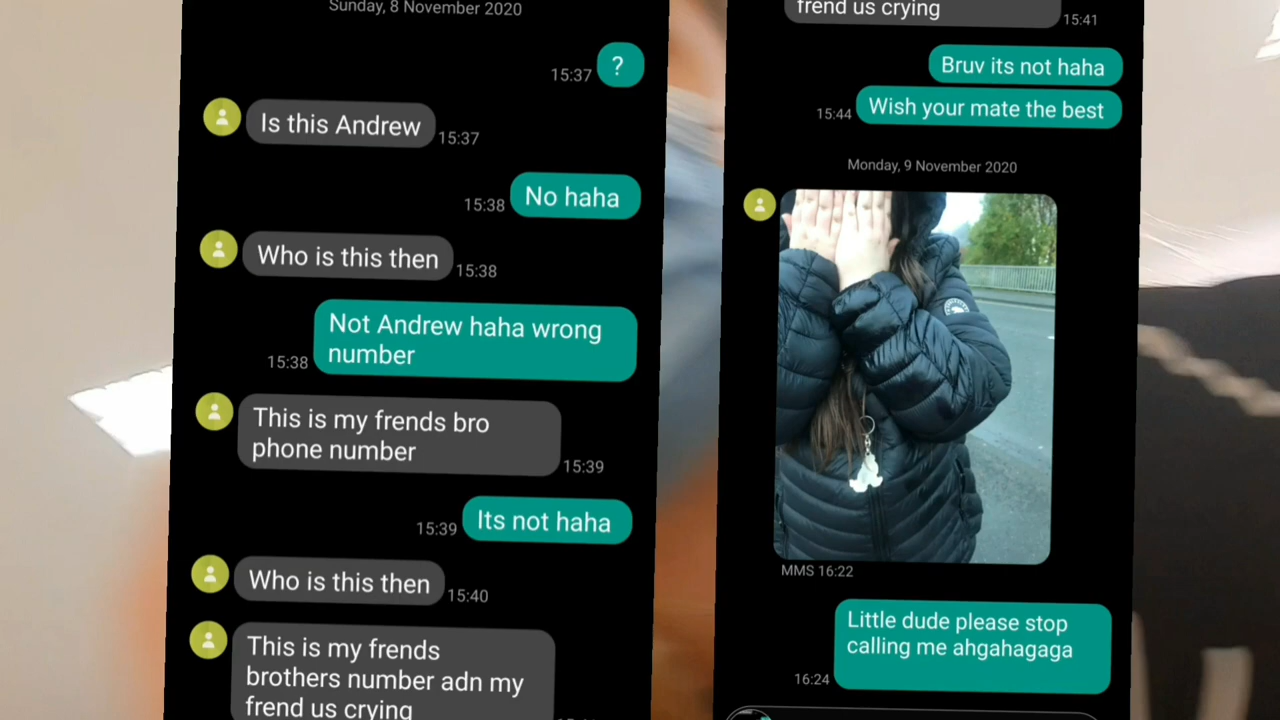 Sunday, 8 November 2020
?
15:37
Is this Andrew
15:37
No haha
15:38
Who is this then
15:38
Not Andrew haha wrong
number
15:38
This is my frends bro
phone number
15:39
Its not haha
15:39
Who is this then
15:40
This is my frends
brothers number adn my
frend us crying
frend us crying
15:41
Bruv its not haha
Wish your mate the best
15:44
Monday, 9 November 2020
MMS 16:22
Little dude please stop
calling me ahgahagaga
16:24